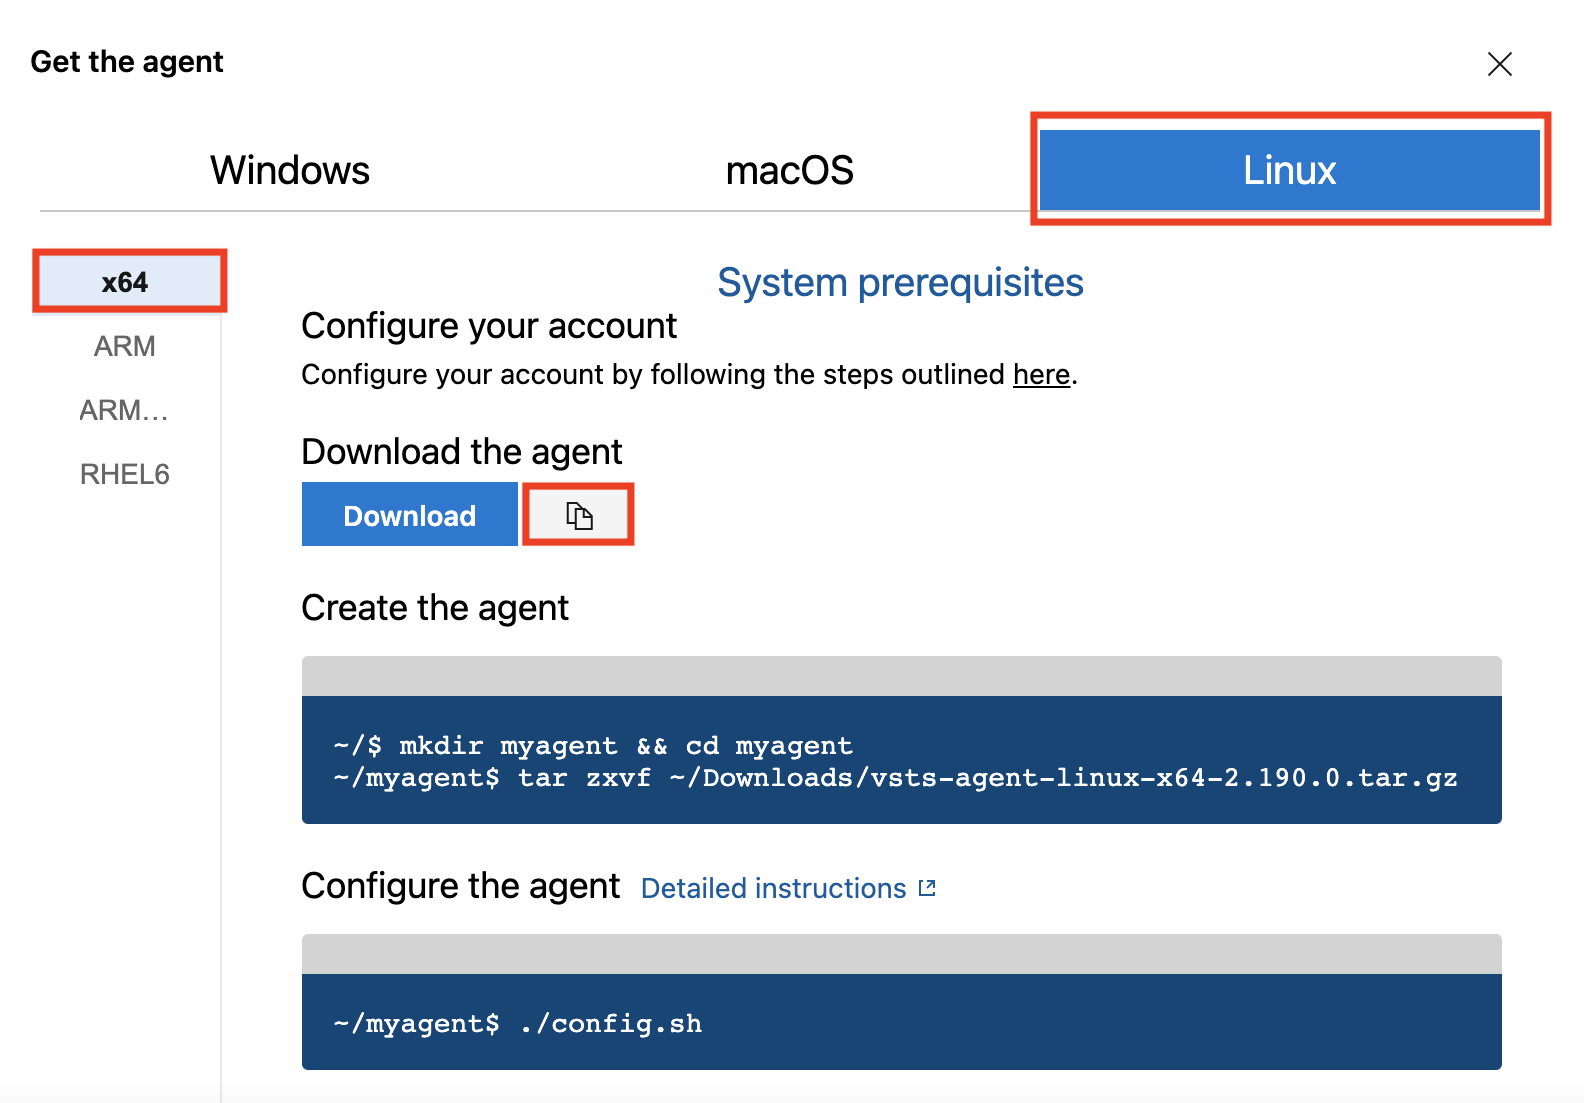 Get the agent
Windows
macOS
Linux
x64
ARM
ARM...
RHEL6
System prerequisites
Configure your account
Configure your account by following the steps outlined here.
Download the agent
Download
Create the agent
~/$ mkdir myagent && cd myagent
~/myagent$ tar zxvf ~/Downloads/vsts-agent-linux-x64-2.190.0.tar.gz
Configure the agent Detailed instructions
~/myagent$ ./config.sh